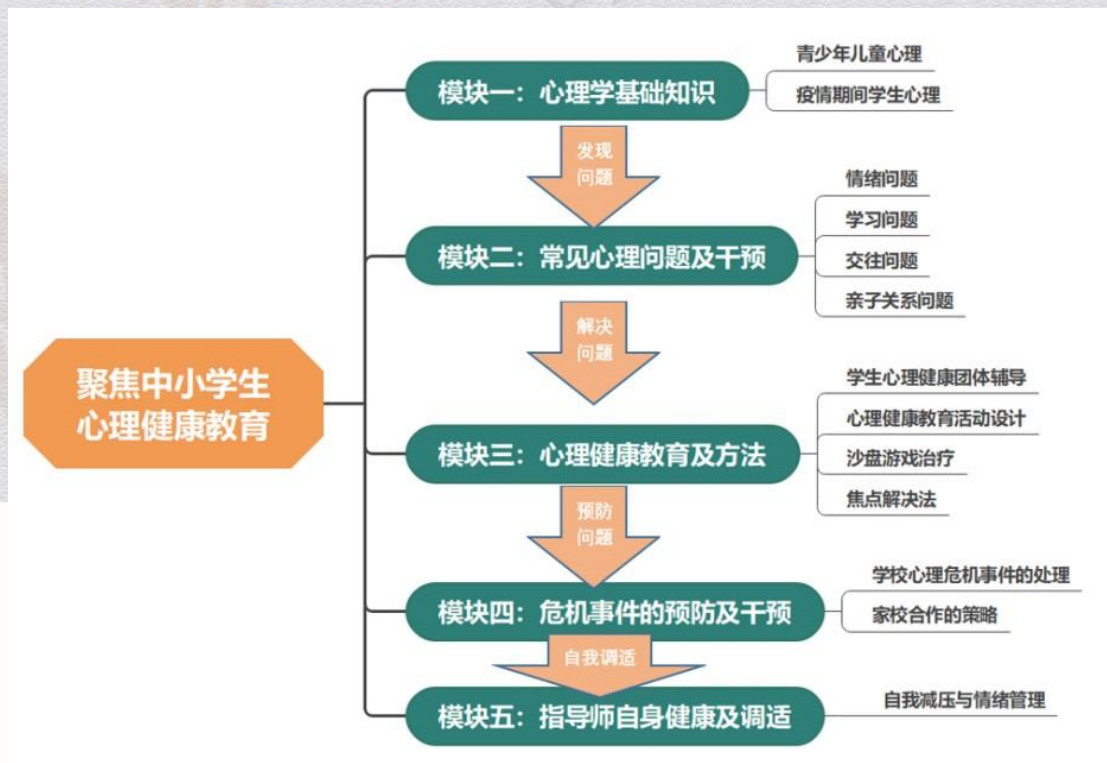 聚焦中小学生
心理健康教育
模块一：心理学基础知识
青少年儿童心理
疫情期间学生心理
发现
问题
模块二：常见心理问题及干预
情绪问题
学习问题
交往问题
亲子关系问题
解决
问题
模块三：心理健康教育及方法
学生心理健康团体辅导
心理健康教育活动设计
沙盘游戏治疗
焦点解决法
预防
问题
模块四：危机事件的预防及干预
学校心理危机事件的处理
家校合作的策略
自我调适
模块五：指导师自身健康及调适
自我减压与情绪管理